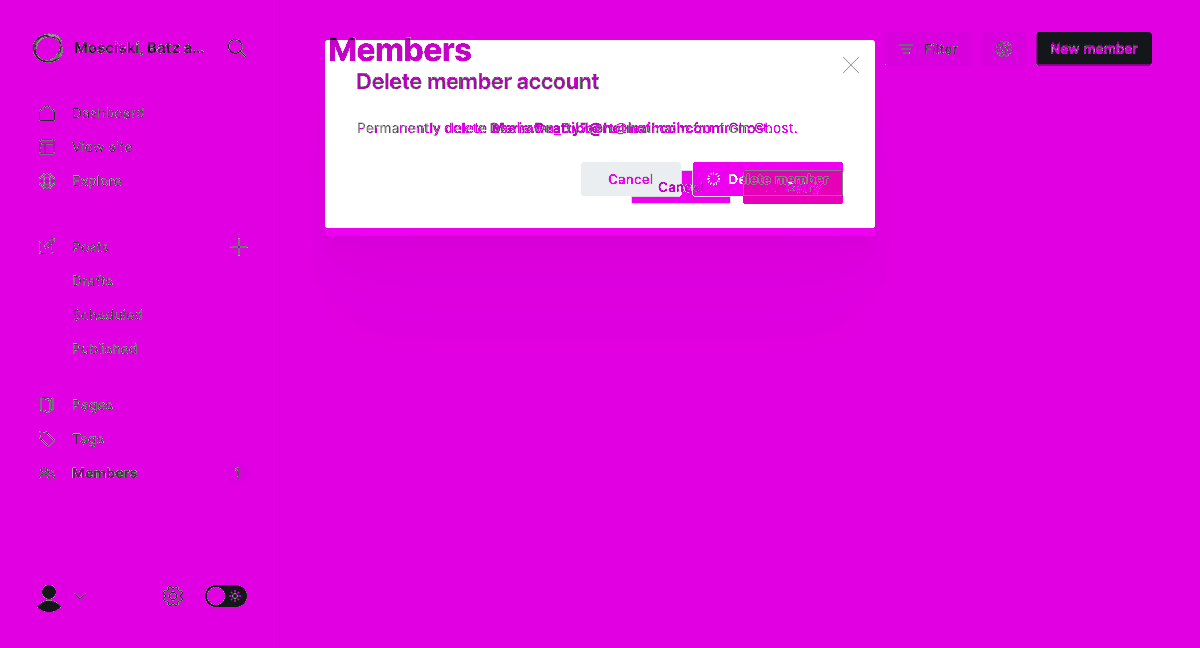 Mosciski, Batz a...
Members
Filter
New member
Delete member account
Dashboard
Permanently delete from Ghost.
View site
Explore
Cancel
Delete member
Cancel
Posts
Drafts
Scheduled
Published
Pages
Tags
Members 1